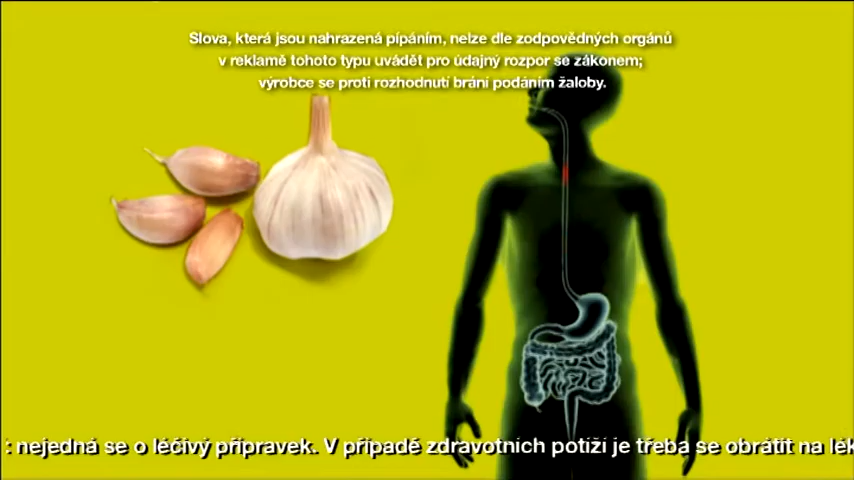 Slova, která jsou nahrazená pípáním, nelze dle zodpovědných orgánů
v reklamě tohoto typu uvádět pro údajný rozpor se zákonem;
výrobce se proti rozhodnutí brání podáním žaloby.
: nejedná se o léčivý přípravek. V případě zdravotních potíží je třeba se obrátit na lék